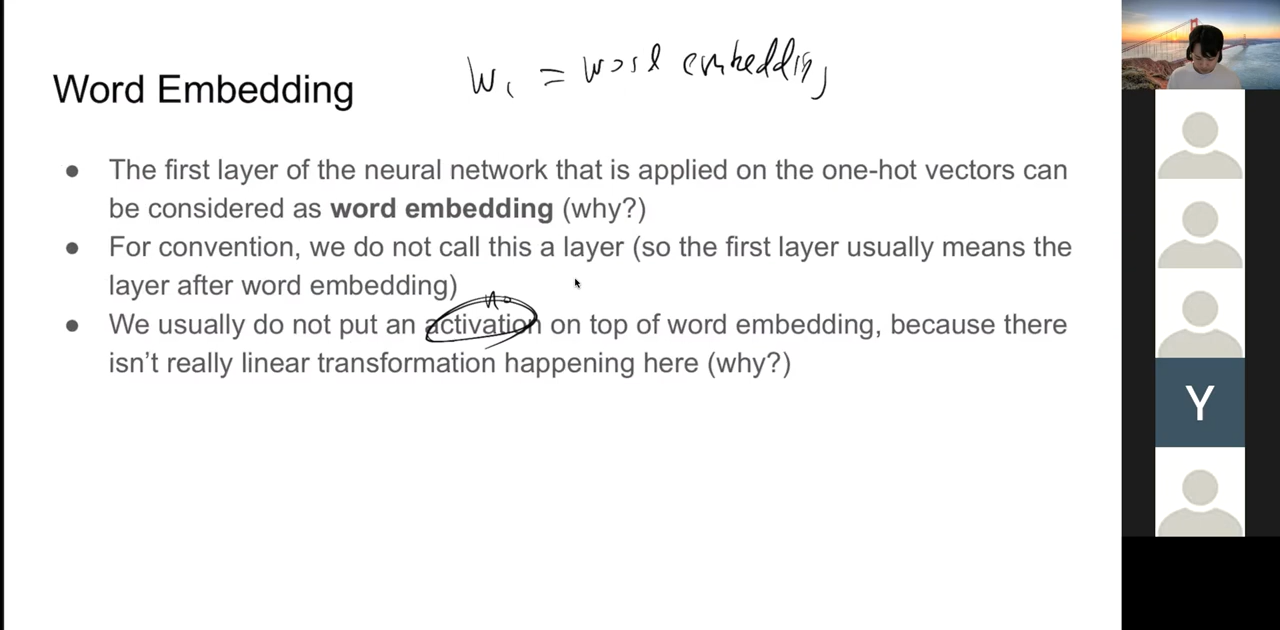 W₁ = word embedding
Word Embedding
● The first layer of the neural network that is applied on the one-hot vectors can
be considered as word embedding (why?)
● For convention, we do not call this a layer (so the first layer usually means the
layer after word embedding)
no
● We usually do not put an activation on top of word embedding, because there
isn't really linear transformation happening here (why?)
Y